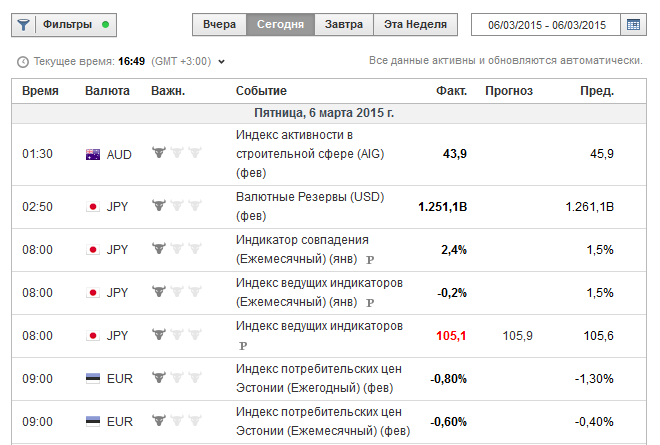 Фильтры Вчера Сегодня Завтра Эта Неделя 06/03/2015 - 06/03/2015
Текущее время: 16:49 (GMT +3:00) Все данные активны и обновляются автоматически.
Время Валюта Важн. Событие Факт. Прогноз Пред.
Пятница, 6 марта 2015 г.
Индекс активности в
01:30 AUD строительной сфере (AIG) 43,9 45,9
(фев)
02:50 JPY Валютные Резервы (USD) 1.251,1B 1.261,1B
(фев)
08:00 JPY Индикатор совпадения 2,4% 1,5%
(Ежемесячный) (янв) P
08:00 JPY Индекс ведущих индикаторов -0,2% 1,5%
(Ежемесячный) (янв) P
08:00 JPY Индекс ведущих индикаторов 105,1 105,9 105,6
P
09:00 EUR Индекс потребительских цен -0,80% -1,30%
Эстонии (Ежегодный) (фев)
09:00 EUR Индекс потребительских цен -0,60% -0,40%
Эстонии (Ежемесячный) (фев)